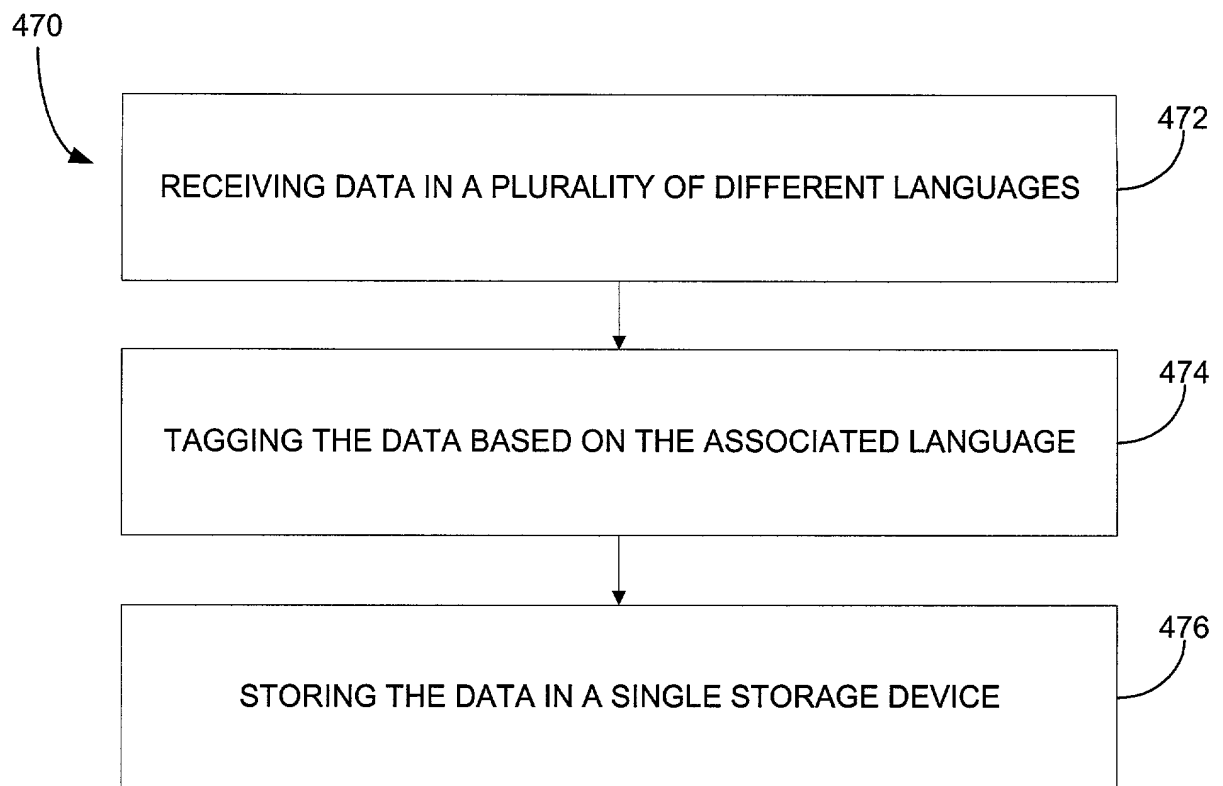 470
472
RECEIVING DATA IN A PLURALITY OF DIFFERENT LANGUAGES
474
TAGGING THE DATA BASED ON THE ASSOCIATED LANGUAGE
476
STORING THE DATA IN A SINGLE STORAGE DEVICE